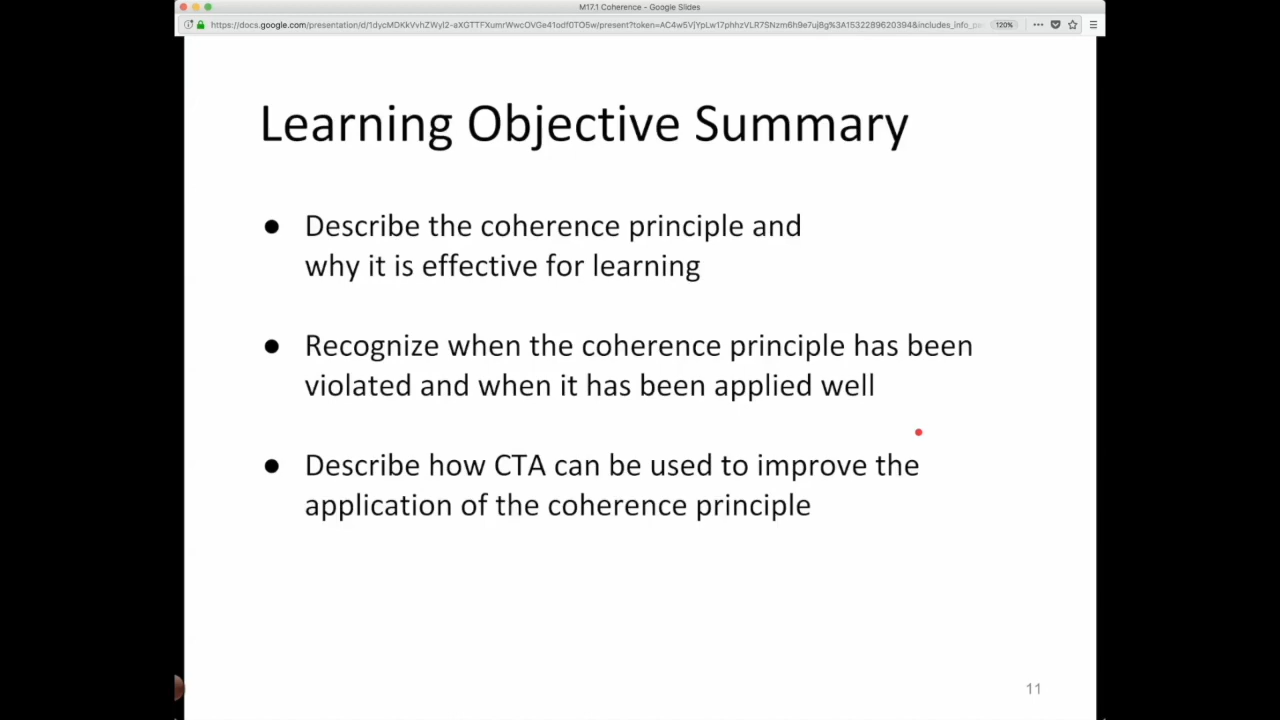 M17.1 Coherence - Google Slides
120%
Learning Objective Summary
● Describe the coherence principle and
why it is effective for learning
● Recognize when the coherence principle has been
violated and when it has been applied well
● Describe how CTA can be used to improve the
application of the coherence principle
11